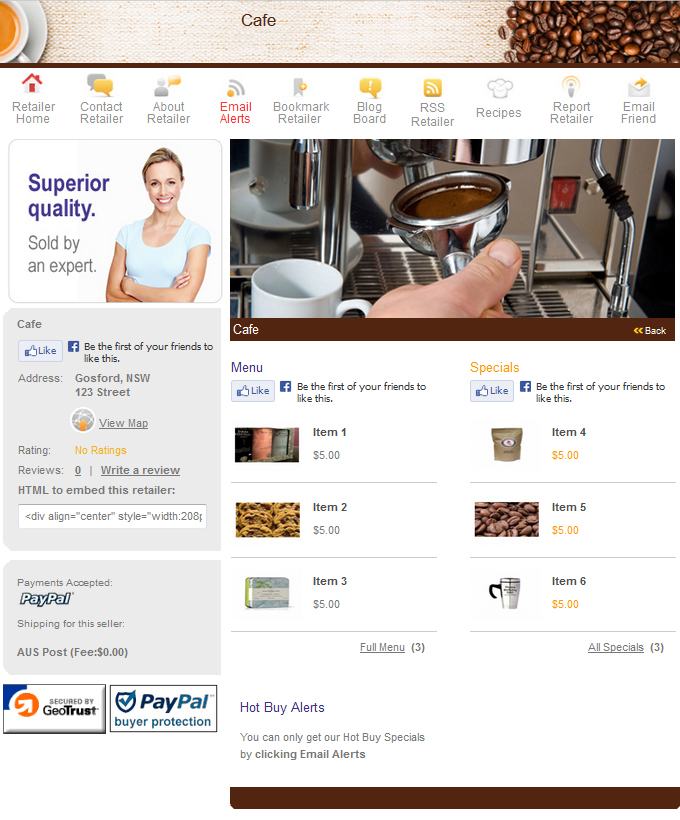 Cafe
Retailer Home
Contact Retailer
About Retailer
Email Alerts
Bookmark Retailer
Blog Board
RSS Retailer
Recipes
Report Retailer
Email Friend
Superior
quality.
Sold by
an expert.
Cafe
Like
Be the first of your friends to
like this.
Address: Gosford, NSW
123 Street
View Map
Rating: No Ratings
Reviews: 0 | Write a review
HTML to embed this retailer:
<div align="center" style="width:208p
Payments Accepted:
PayPal
Shipping for this seller:
AUS Post (Fee:$0.00)
SECURED BY
GeoTrust
PayPal
buyer protection
Cafe
Back
Menu
Like
Be the first of your friends to
like this.
Item 1
$5.00
Item 2
$5.00
Item 3
$5.00
Full Menu (3)
Specials
Like
Be the first of your friends to
like this.
Item 4
$5.00
Item 5
$5.00
Item 6
$5.00
All Specials (3)
Hot Buy Alerts
You can only get our Hot Buy Specials
by clicking Email Alerts